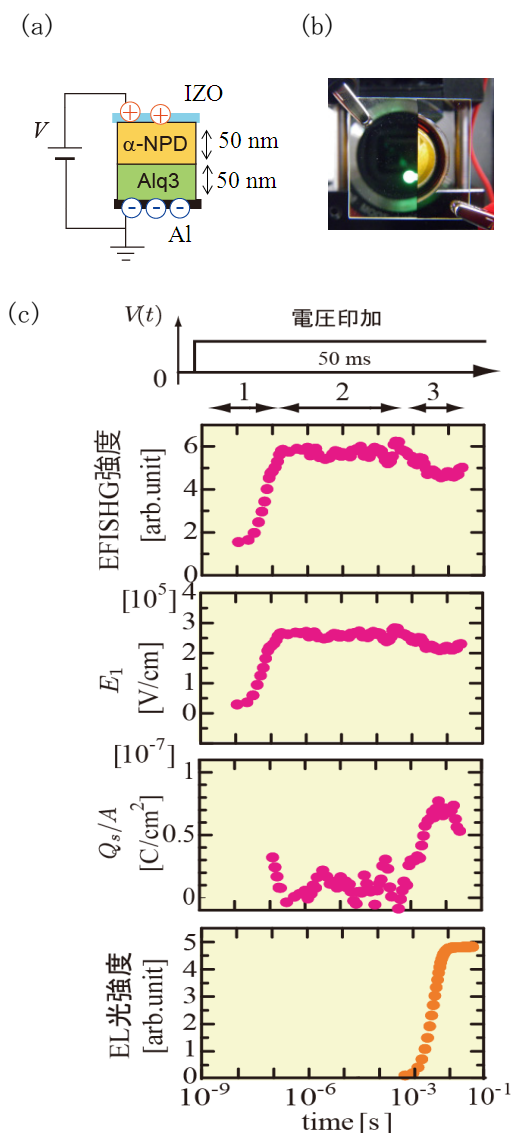 (a)
(b)
IZO
V
α-NPD
50 nm
Alq3
50 nm
Al
(c)
V(t)
電圧印加
0
50 ms
1
2
3
EFISHG強度
[arb.unit]
6
4
2
0
[10⁵]
E₁
[V/cm]
4
3
2
1
0
[10⁻⁷]
Qₛ/A
[C/cm²]
1
0.5
0
EL光強度
[arb.unit]
5
4
3
2
1
0
10⁻⁹
10⁻⁶
10⁻³
10⁻¹
time [s]